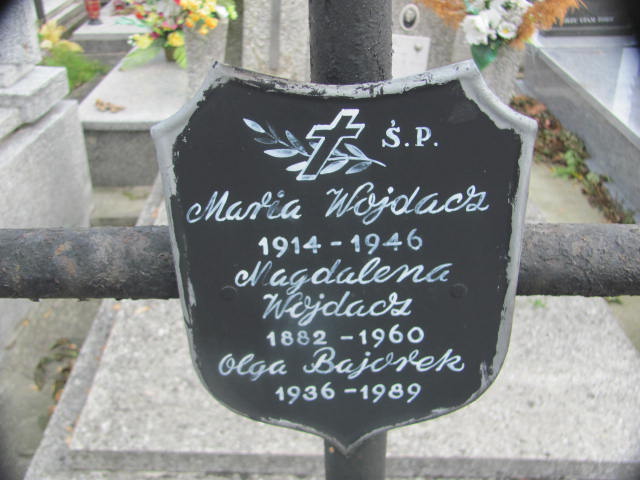 Ś.P.
Maria Wojdacz
1914 - 1946
Magdalena
Wojdacz
1882 - 1960
Olga Bajorek
1936 - 1989